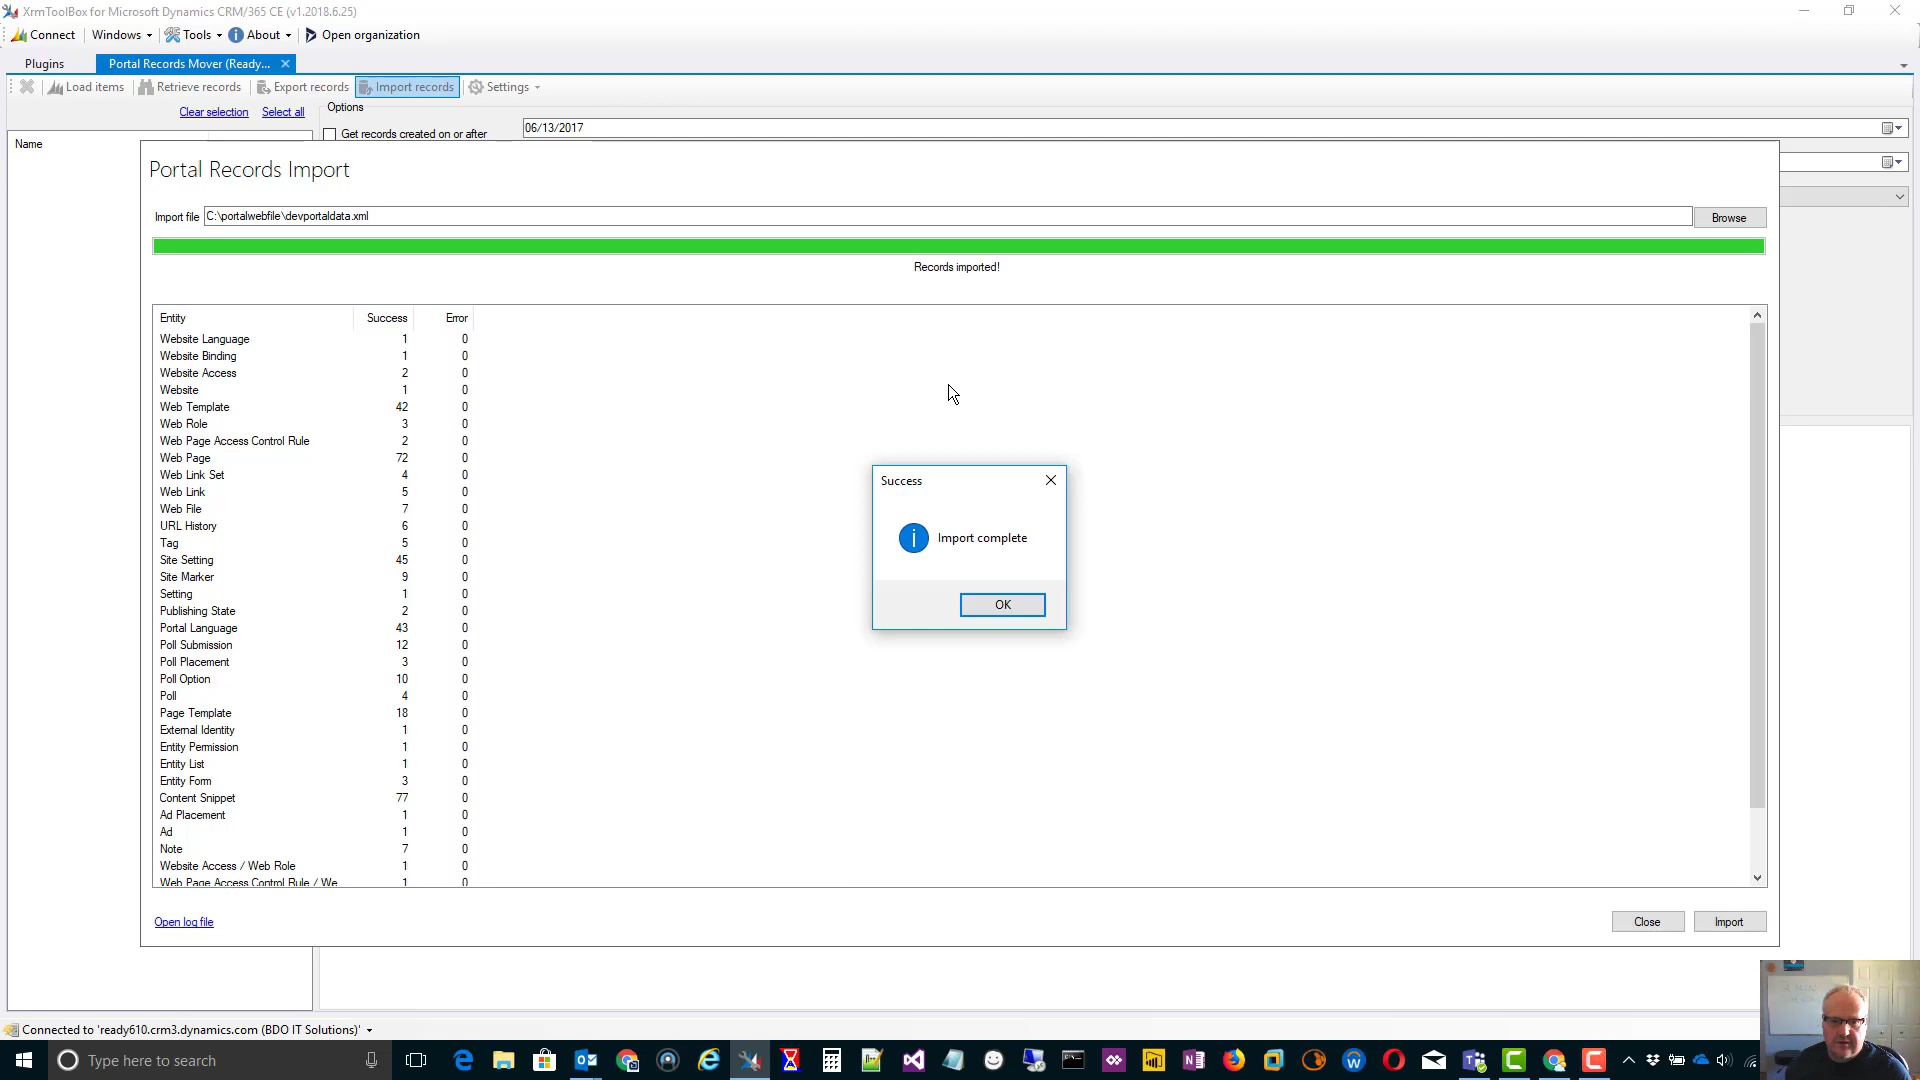 XrmToolBox for Microsoft Dynamics CRM/365 CE (v1.2018.6.25)
Connect Windows Tools About Open organization
Plugins Portal Records Mover (Ready...
Load items Retrieve records Export records Import records Settings
Clear selection Select all Options
Get records created on or after 06/13/2017
Name
Portal Records Import
Import file C:\portalwebfile\devportaldata.xml Browse
Records imported!
Entity Success Error
Website Language 1 0
Website Binding 1 0
Website Access 2 0
Website 1 0
Web Template 42 0
Web Role 3 0
Web Page Access Control Rule 2 0
Web Page 72 0
Web Link Set 4 0
Web Link 5 0
Web File 7 0
URL History 6 0
Tag 5 0
Site Setting 45 0
Site Marker 9 0
Setting 1 0
Publishing State 2 0
Portal Language 43 0
Poll Submission 12 0
Poll Placement 3 0
Poll Option 10 0
Poll 4 0
Page Template 18 0
External Identity 1 0
Entity Permission 1 0
Entity List 1 0
Entity Form 3 0
Content Snippet 77 0
Ad Placement 1 0
Ad 1 0
Note 7 0
Website Access / Web Role 1 0
Web Page Access Control Rule / We 1 0
Success
Import complete
OK
Open log file Close Import
Connected to 'ready610.crm3.dynamics.com (BDO IT Solutions)'
Type here to search